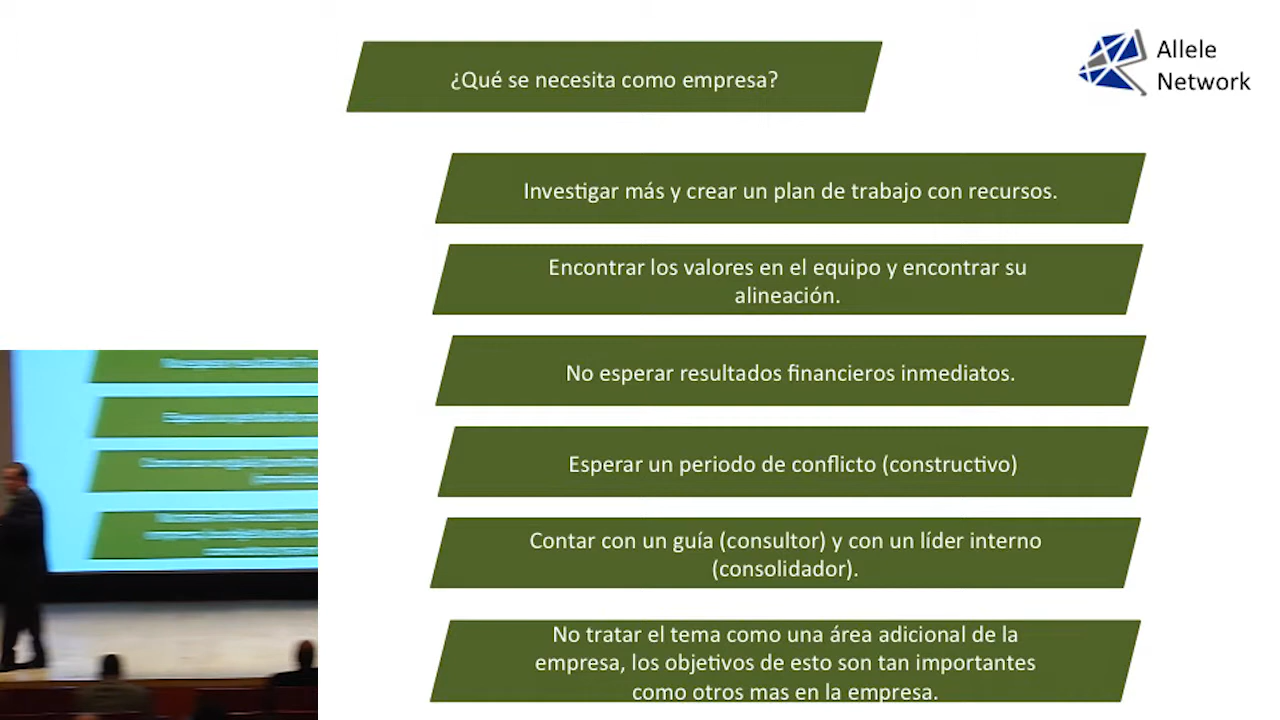 ¿Qué se necesita como empresa?
Allele
Network
Investigar más y crear un plan de trabajo con recursos.
Encontrar los valores en el equipo y encontrar su
alineación.
No esperar resultados financieros inmediatos.
Esperar un periodo de conflicto (constructivo)
Contar con un guía (consultor) y con un líder interno
(consolidador).
No tratar el tema como una área adicional de la
empresa, los objetivos de esto son tan importantes
como otros mas en la empresa.